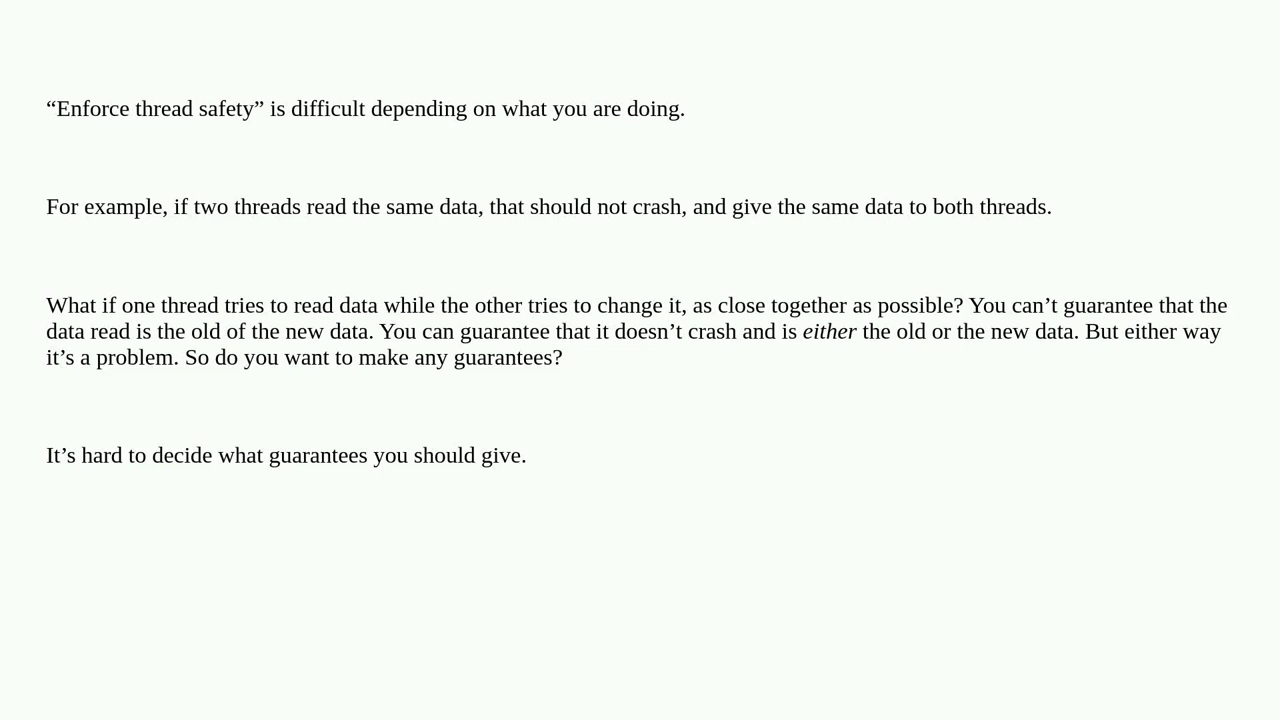 “Enforce thread safety” is difficult depending on what you are doing.
For example, if two threads read the same data, that should not crash, and give the same data to both threads.
What if one thread tries to read data while the other tries to change it, as close together as possible? You can’t guarantee that the
data read is the old of the new data. You can guarantee that it doesn’t crash and is either the old or the new data. But either way
it’s a problem. So do you want to make any guarantees?
It’s hard to decide what guarantees you should give.